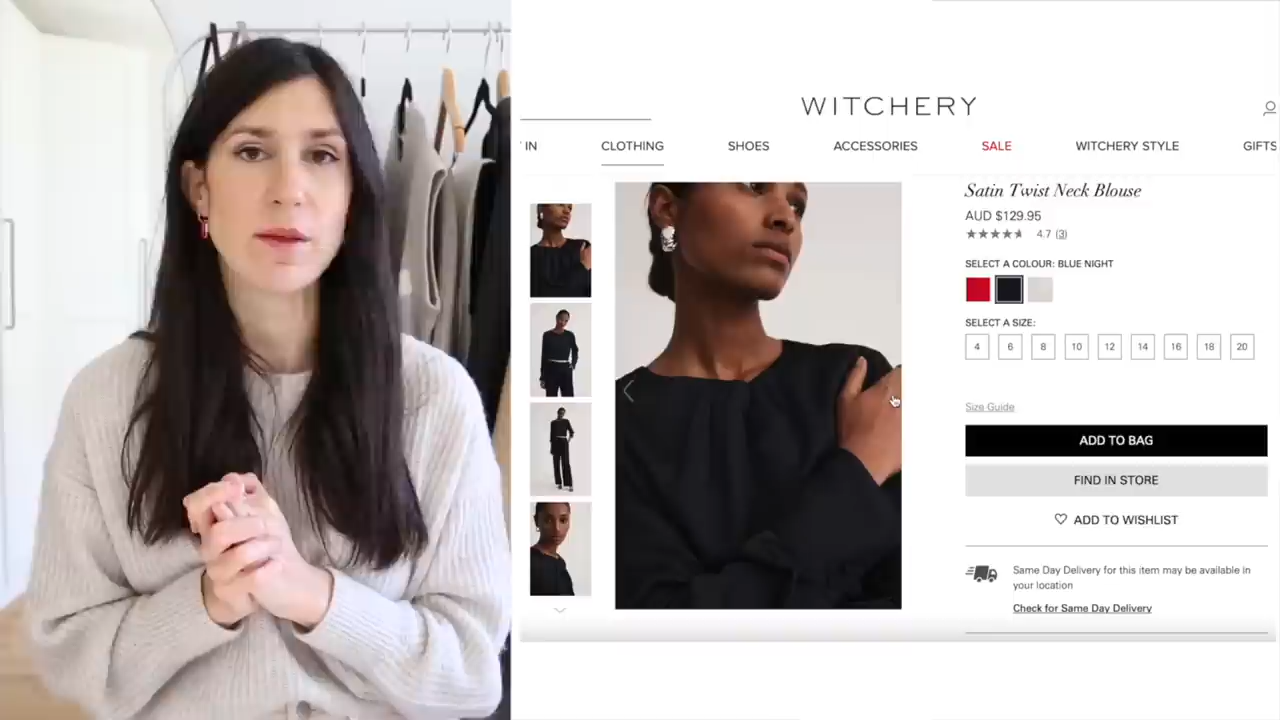 WITCHERY
IN
CLOTHING
SHOES
ACCESSORIES
SALE
WITCHERY STYLE
GIFTS
Satin Twist Neck Blouse
AUD $129.95
4.7 (3)
SELECT A COLOUR: BLUE NIGHT
SELECT A SIZE:
4 6 8 10 12 14 16 18 20
Size Guide
ADD TO BAG
FIND IN STORE
ADD TO WISHLIST
Same Day Delivery for this item may be available in
your location
Check for Same Day Delivery